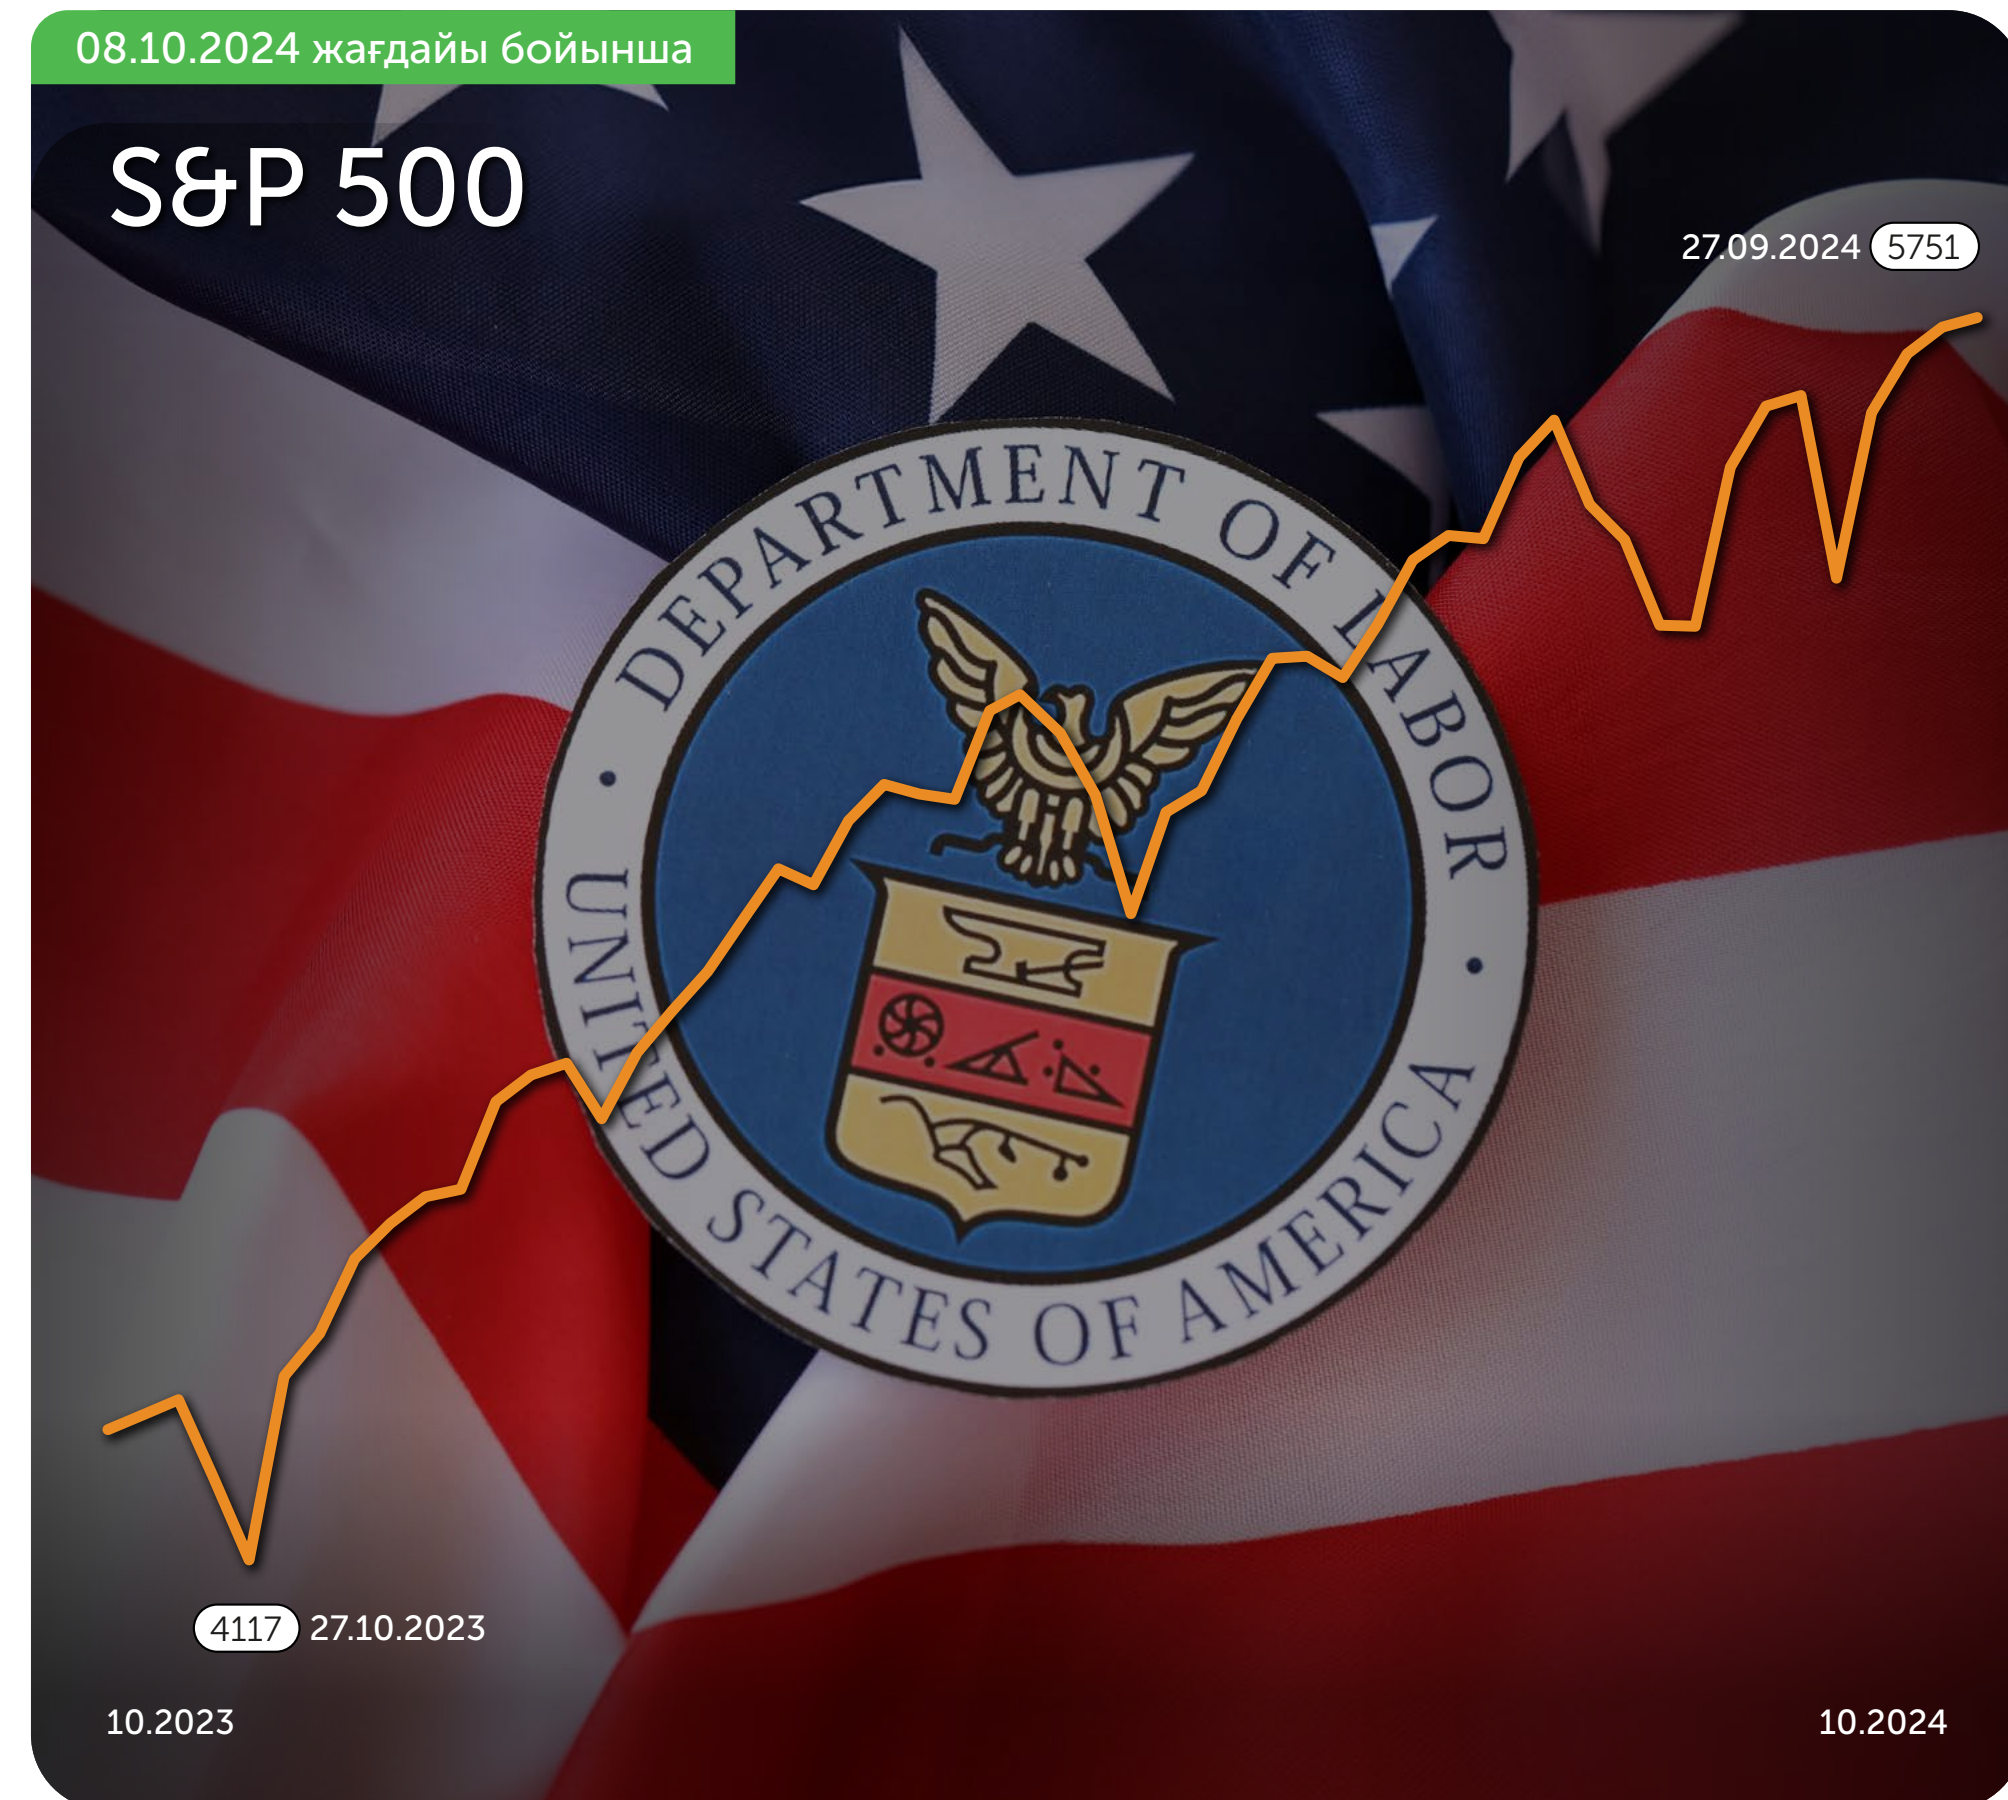 08.10.2024 жағдайы бойынша
S&P 500
27.09.2024 5751
DEPARTMENT OF LABOR
UNITED STATES OF AMERICA
4117 27.10.2023
10.2023
10.2024